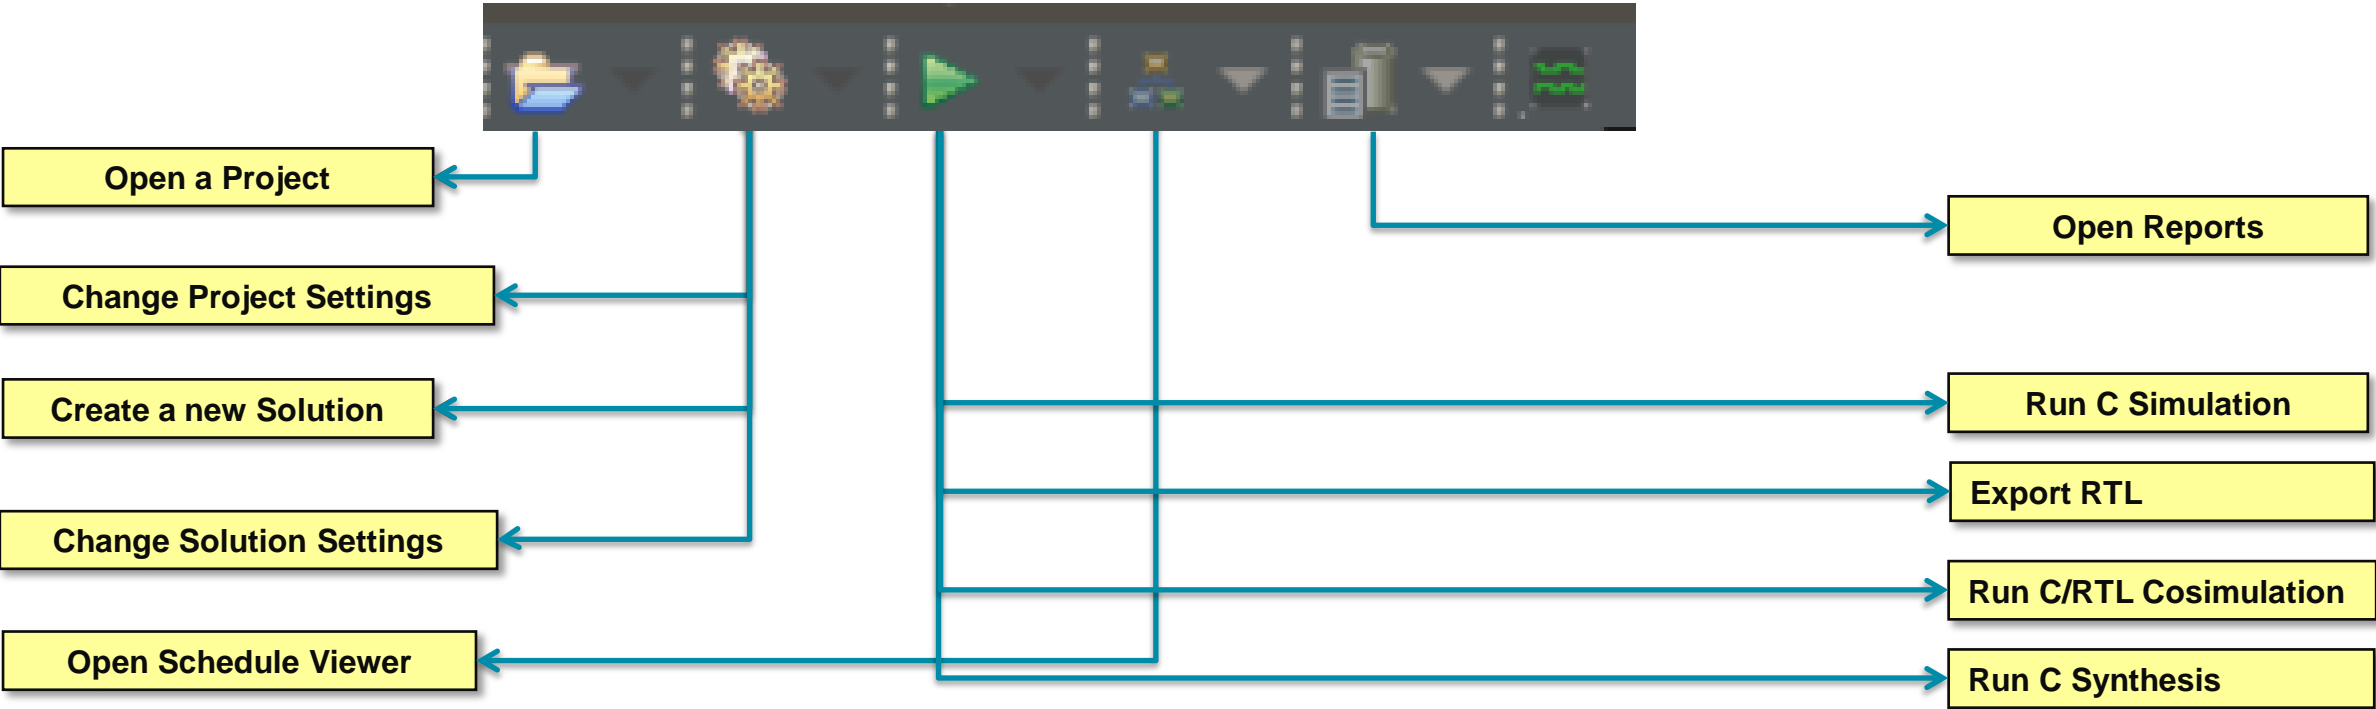 Open a Project
Change Project Settings
Create a new Solution
Change Solution Settings
Open Schedule Viewer
Open Reports
Run C Simulation
Export RTL
Run C/RTL Cosimulation
Run C Synthesis